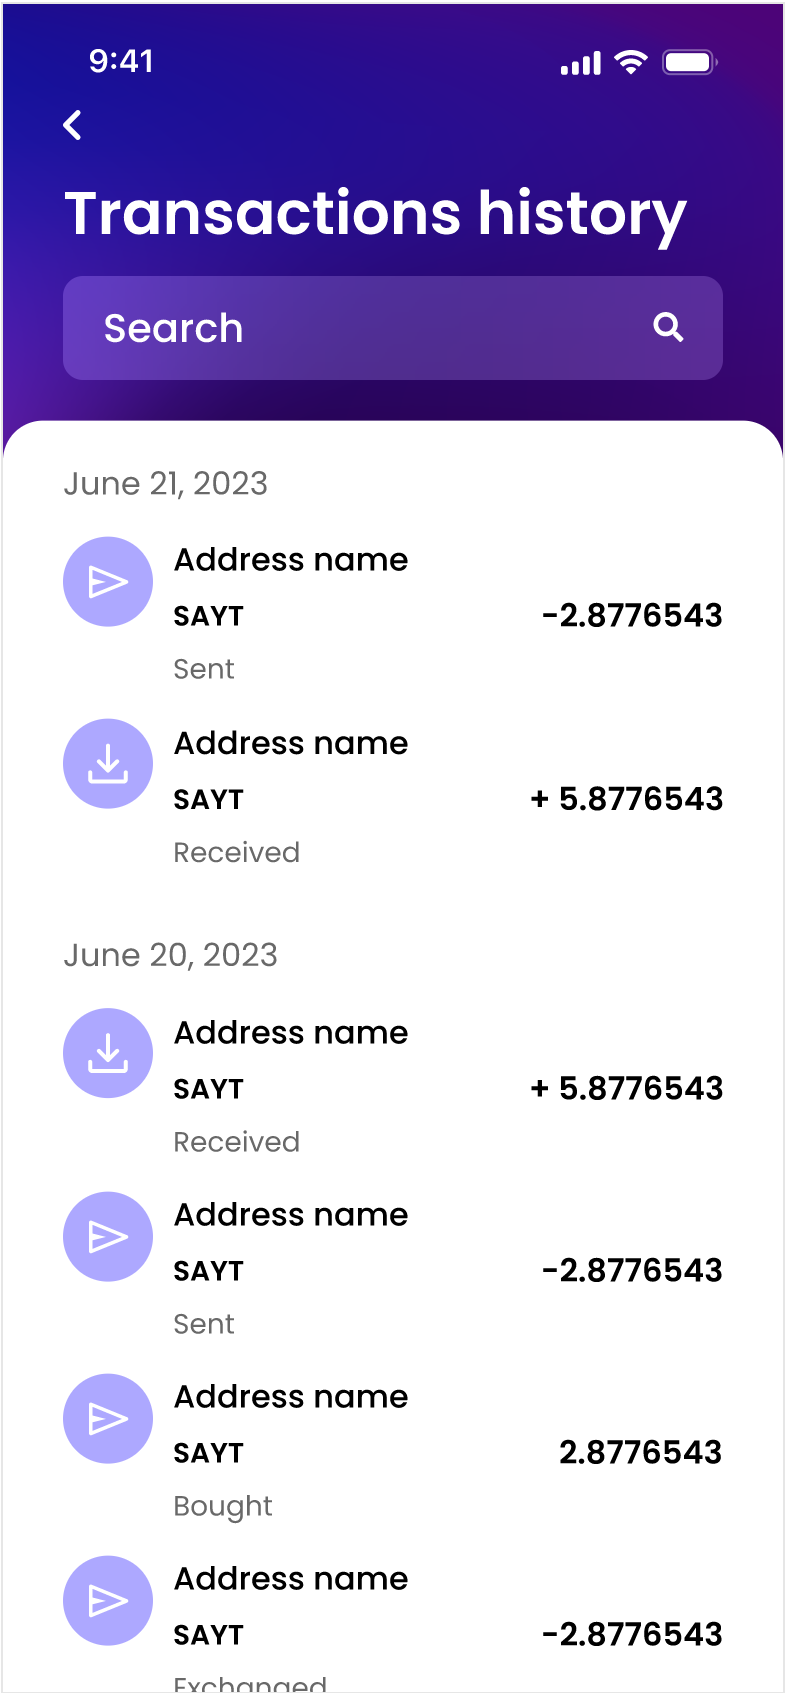 9:41
Transactions history
Search
June 21, 2023
Address name
SAYT -2.8776543
Sent
Address name
SAYT + 5.8776543
Received
June 20, 2023
Address name
SAYT + 5.8776543
Received
Address name
SAYT -2.8776543
Sent
Address name
SAYT 2.8776543
Bought
Address name
SAYT -2.8776543
Exchanged